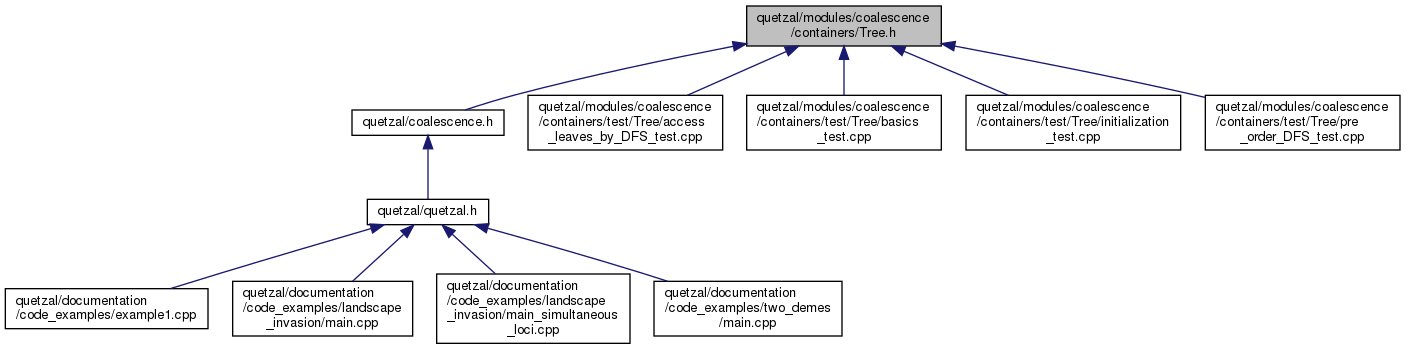 quetzal/modules/coalescence
/containers/Tree.h
quetzal/coalescence.h
quetzal/modules/coalescence
/containers/test/Tree/access
_leaves_by_DFS_test.cpp
quetzal/modules/coalescence
/containers/test/Tree/basics
_test.cpp
quetzal/modules/coalescence
/containers/test/Tree/initialization
_test.cpp
quetzal/modules/coalescence
/containers/test/Tree/pre
_order_DFS_test.cpp
quetzal/quetzal.h
quetzal/documentation
/code_examples/example1.cpp
quetzal/documentation
/code_examples/landscape
_invasion/main.cpp
quetzal/documentation
/code_examples/landscape
_invasion/main_simultaneous
_loci.cpp
quetzal/documentation
/code_examples/two_demes
/main.cpp